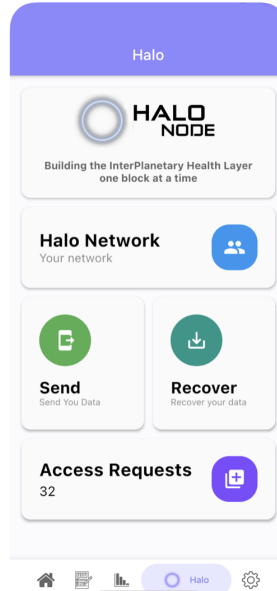 Halo
HALO
NODE
Building the InterPlanetary Health Layer
one block at a time
Halo Network
Your network
Send
Send You Data
Recover
Recover your data
Access Requests
32
Halo